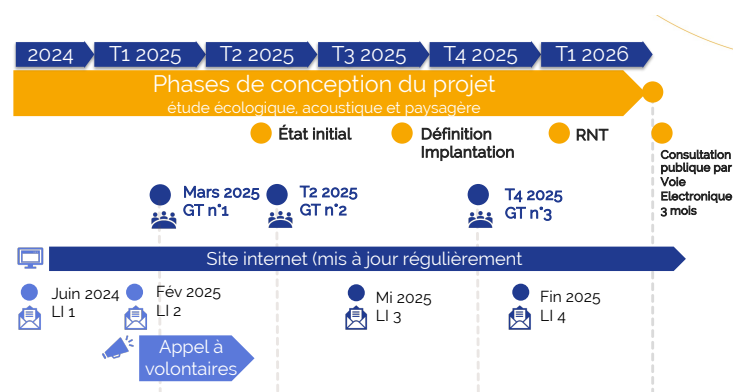 2024
T1 2025
T2 2025
T3 2025
T4 2025
T1 2026
Phases de conception du projet
étude écologique, acoustique et paysagère
État initial
Définition
Implantation
RNT
Consultation
publique par
Voie
Electronique
3 mois
Mars 2025
GT n°1
T2 2025
GT n°2
T4 2025
GT n°3
Site internet (mis à jour régulièrement
Juin 2024
LI 1
Fév 2025
LI 2
Mi 2025
LI 3
Fin 2025
LI 4
Appel à
volontaires